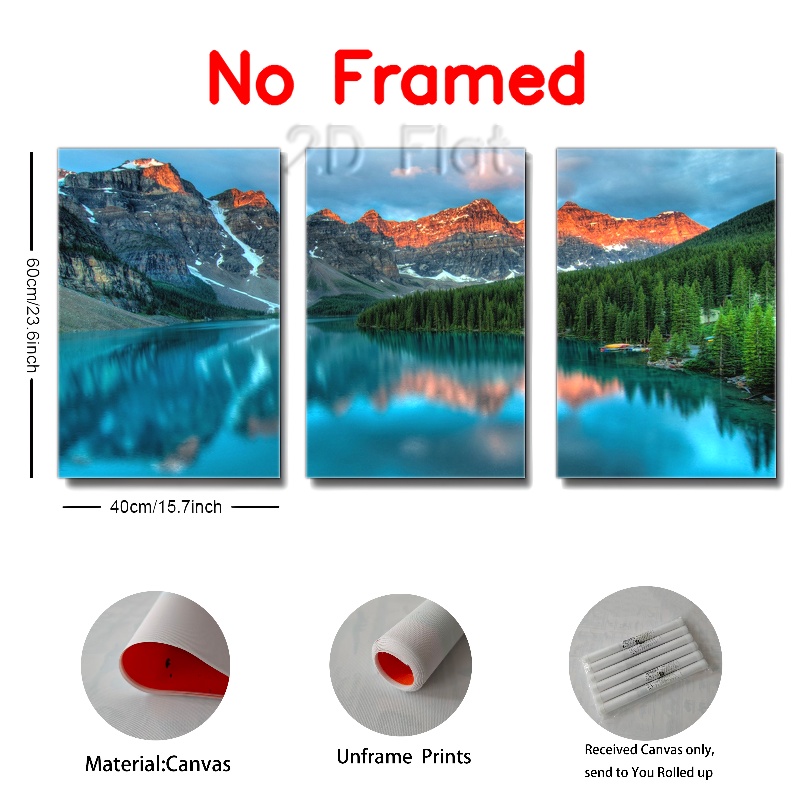 No Framed
2D Flat
60cm/23.6inch
40cm/15.7inch
Material:Canvas
Unframe Prints
Received Canvas only,
send to You Rolled up